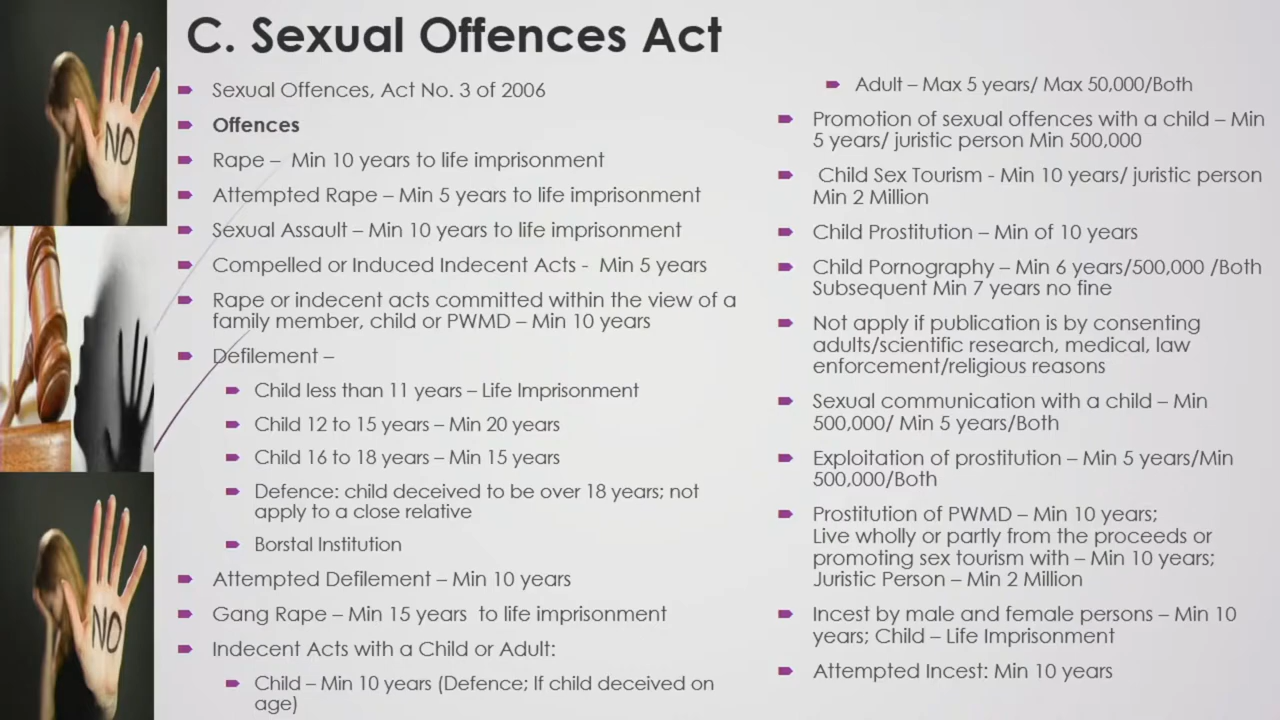 C. Sexual Offences Act
Sexual Offences, Act No. 3 of 2006
Offences
Rape – Min 10 years to life imprisonment
Attempted Rape – Min 5 years to life imprisonment
Sexual Assault – Min 10 years to life imprisonment
Compelled or Induced Indecent Acts - Min 5 years
Rape or indecent acts committed within the view of a
family member, child or PWMD – Min 10 years
Defilement –
Child less than 11 years – Life Imprisonment
Child 12 to 15 years – Min 20 years
Child 16 to 18 years – Min 15 years
Defence: child deceived to be over 18 years; not
apply to a close relative
Borstal Institution
Attempted Defilement – Min 10 years
Gang Rape – Min 15 years to life imprisonment
Indecent Acts with a Child or Adult:
Child – Min 10 years (Defence; If child deceived on
age)
Adult – Max 5 years/ Max 50,000/Both
Promotion of sexual offences with a child – Min
5 years/ juristic person Min 500,000
Child Sex Tourism - Min 10 years/ juristic person
Min 2 Million
Child Prostitution – Min of 10 years
Child Pornography – Min 6 years/500,000 /Both
Subsequent Min 7 years no fine
Not apply if publication is by consenting
adults/scientific research, medical, law
enforcement/religious reasons
Sexual communication with a child – Min
500,000/ Min 5 years/Both
Exploitation of prostitution – Min 5 years/Min
500,000/Both
Prostitution of PWMD – Min 10 years;
Live wholly or partly from the proceeds or
promoting sex tourism with – Min 10 years;
Juristic Person – Min 2 Million
Incest by male and female persons – Min 10
years; Child – Life Imprisonment
Attempted Incest: Min 10 years
NO
NO